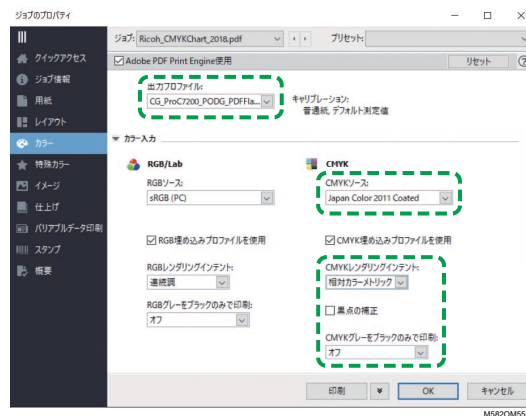 ジョブのプロパティ
ジョブ: Ricoh_CMYKChart_2018.pdf プリセット:
クイックアクセス
ジョブ情報
用紙
レイアウト
カラー
特殊カラー
イメージ
仕上げ
バリアブルデータ印刷
スタンプ
概要
Adobe PDF Print Engine使用 リセット
出力プロファイル:
CG_ProC7200_PODG_PDFFla...
キャリブレーション:
普通紙, デフォルト測定値
カラー入力
RGB/Lab
RGBソース:
sRGB (PC)
RGB埋め込みプロファイルを使用
RGBレンダリングインテント:
連続調
RGBグレーをブラックのみで印刷:
オフ
CMYK
CMYKソース:
Japan Color 2011 Coated
CMYK埋め込みプロファイルを使用
CMYKレンダリングインテント:
相対カラーメトリック
黒点の補正
CMYKグレーをブラックのみで印刷:
オフ
印刷 OK キャンセル
M582OM55